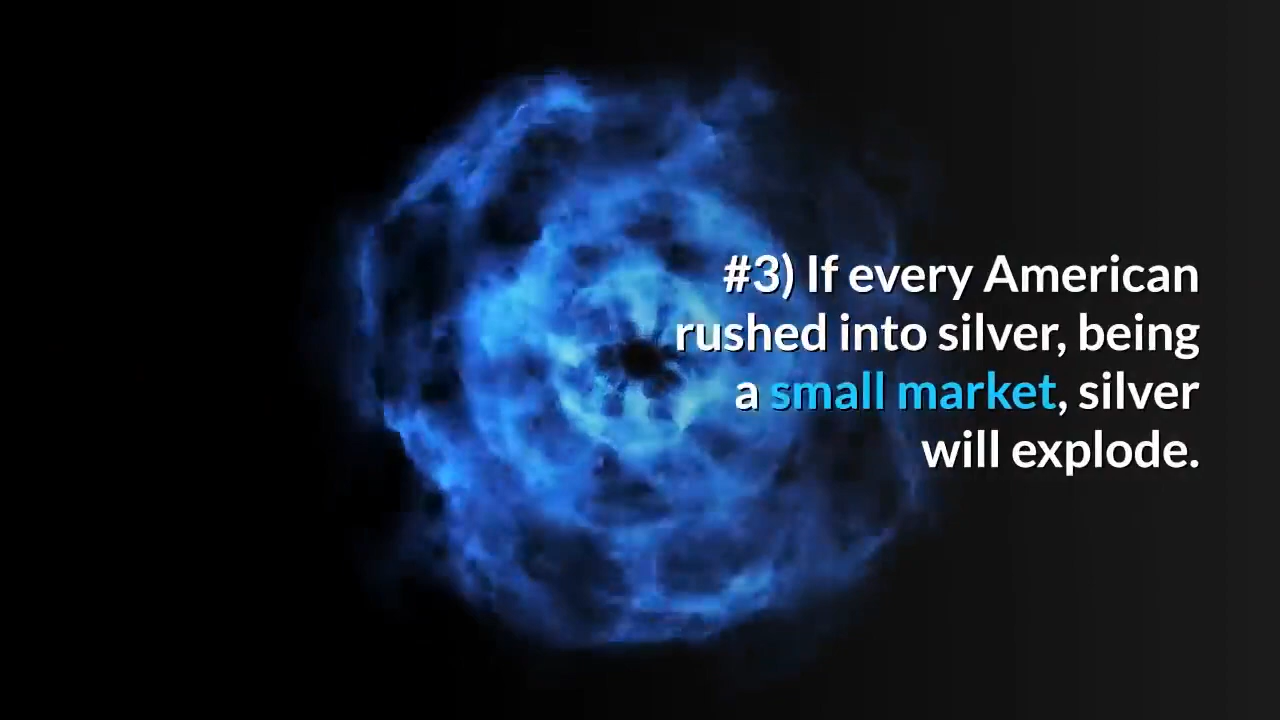 #3) If every American
rushed into silver, being
a small market, silver
will explode.